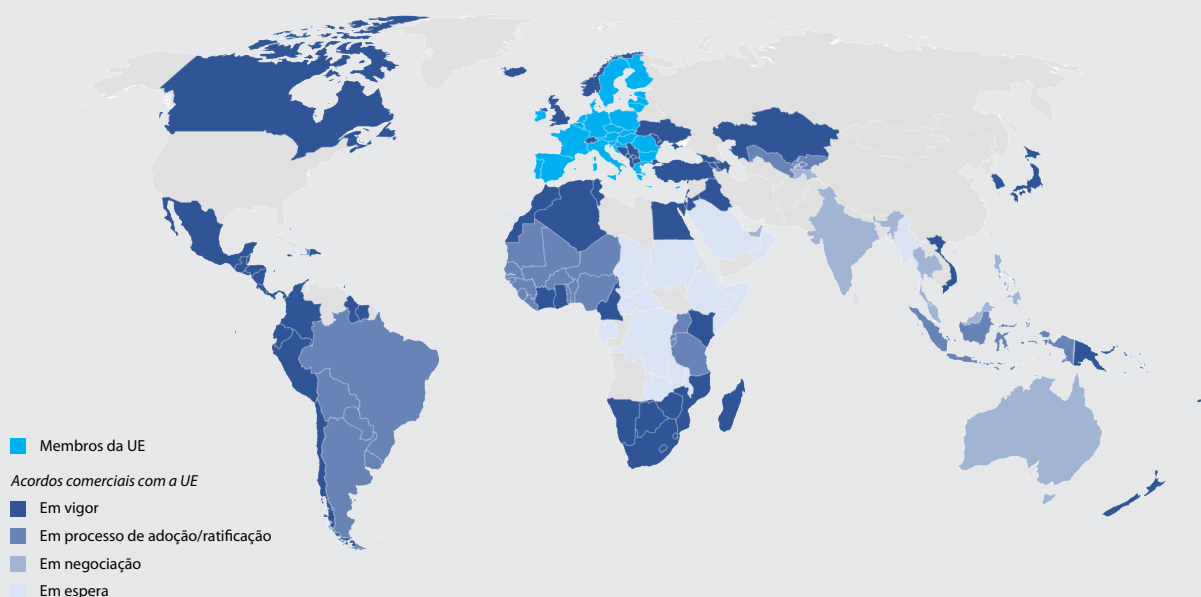 Membros da UE
Acordos comerciais com a UE
Em vigor
Em processo de adoção/ratificação
Em negociação
Em espera